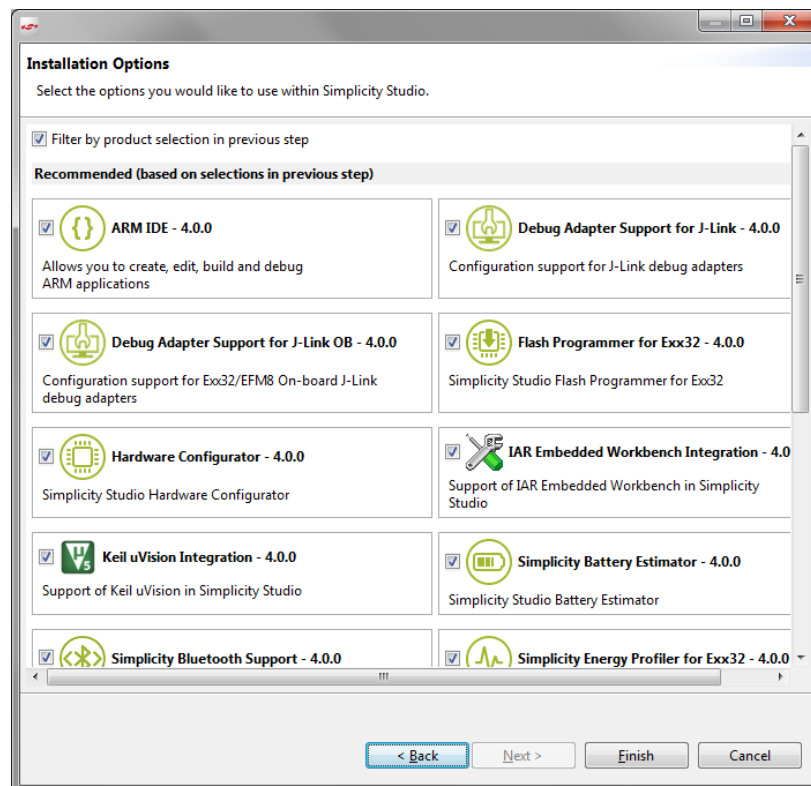 Installation Options
Select the options you would like to use within Simplicity Studio.
Filter by product selection in previous step
Recommended (based on selections in previous step)
ARM IDE - 4.0.0
Allows you to create, edit, build and debug
ARM applications
Debug Adapter Support for J-Link - 4.0.0
Configuration support for J-Link debug adapters
Debug Adapter Support for J-Link OB - 4.0.0
Configuration support for Exx32/EFM8 On-board J-Link
debug adapters
Flash Programmer for Exx32 - 4.0.0
Simplicity Studio Flash Programmer for Exx32
Hardware Configurator - 4.0.0
Simplicity Studio Hardware Configurator
IAR Embedded Workbench Integration - 4.0
Support of IAR Embedded Workbench in Simplicity
Studio
µ
5
Keil uVision Integration - 4.0.0
Support of Keil uVision in Simplicity Studio
Simplicity Battery Estimator - 4.0.0
Simplicity Studio Battery Estimator
Simplicity Bluetooth Support - 4.0.0
Simplicity Energy Profiler for Exx32 - 4.0.0
< Back
Next >
Finish
Cancel